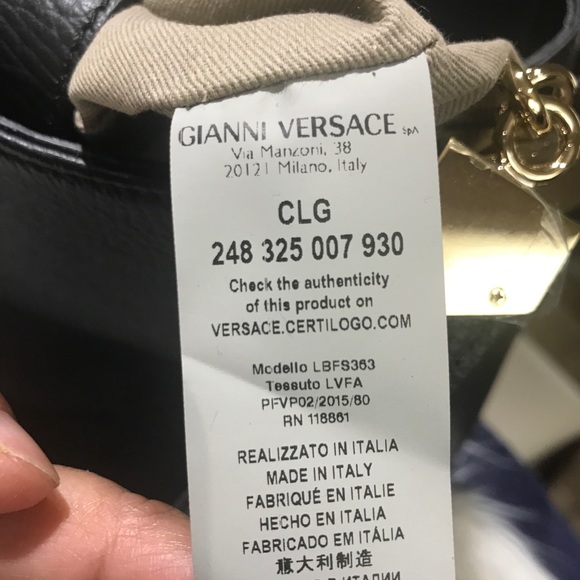 GIANNI VERSACE SpA
Via Manzoni, 38
20121 Milano, Italy
CLG
248 325 007 930
Check the authenticity
of this product on
VERSACE.CERTILOGO.COM
Modello LBFS363
Tessuto LVFA
PFVP02/2015/80
RN 116861
REALIZZATO IN ITALIA
MADE IN ITALY
FABRIQUÉ EN ITALIE
HECHO EN ITALIA
FABRICADO EM ITÁLIA
意大利制造